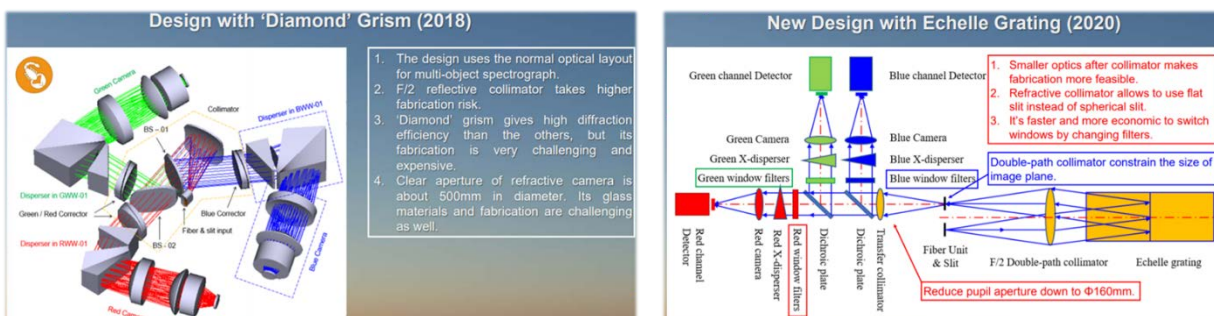 Design with 'Diamond' Grism (2018)
Green Camera
Collimator
BS – 01
Disperser in BWW-01
Disperser in GWW-01
Green / Red Corrector
Disperser in RWW-01
BS - 02
Fiber & slit input
Blue Corrector
Blue Camera
Red Camera
1. The design uses the normal optical layout
for multi-object spectrograph.
2. F/2 reflective collimator takes higher
fabrication risk.
3. 'Diamond' grism gives high diffraction
efficiency than the others, but its
fabrication is very challenging and
expensive.
4. Clear aperture of refractive camera is
about 500mm in diameter. Its glass
materials and fabrication are challenging
as well.
New Design with Echelle Grating (2020)
Green channel Detector
Blue channel Detector
1. Smaller optics after collimator makes
fabrication more feasible.
2. Refractive collimator allows to use flat
slit instead of spherical slit.
3. It's faster and more economic to switch
windows by changing filters.
Green Camera
Blue Camera
Green X-disperser
Blue X-disperser
Green window filters
Blue window filters
Double-path collimator constrain the size of
image plane.
Red channel
Detector
Red camera
Red X-disperser
Red window filters
Dichroic plate
Dichroic plate
Transfer collimator
Fiber Unit
& Slit
F/2 Double-path collimator
Echelle grating
Reduce pupil aperture down to Φ160mm.